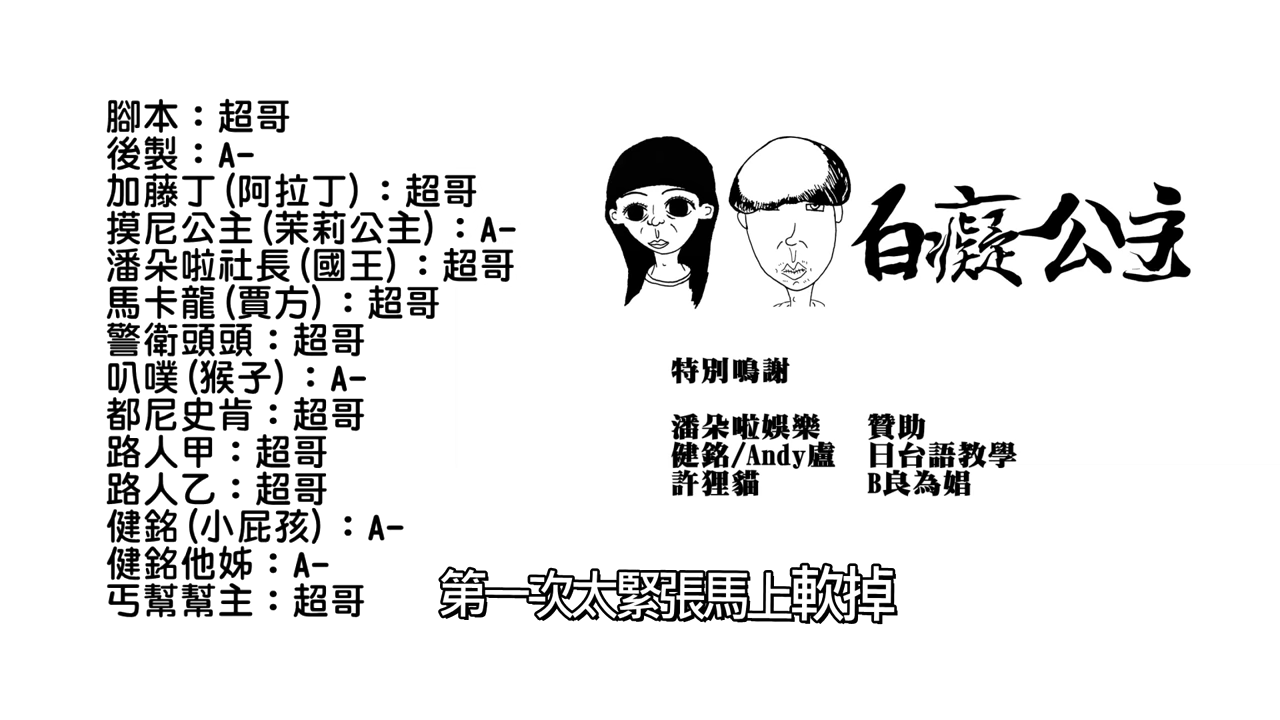 腳本：超哥
後製：A-
加藤丁(阿拉丁)：超哥
摸尼公主(茉莉公主)：A-
潘朵啦社長(國王)：超哥
馬卡龍(賈方)：超哥
警衛頭頭：超哥
叭噗(猴子)：A-
都尼史肯：超哥
路人甲：超哥
路人乙：超哥
健銘(小屁孩)：A-
健銘他姊：A-
丐幫幫主：超哥
白癡公主
特別鳴謝
潘朵啦娛樂 贊助
健銘/Andy盧 日台語教學
許狸貓 B良為娼
第一次太緊張馬上軟掉